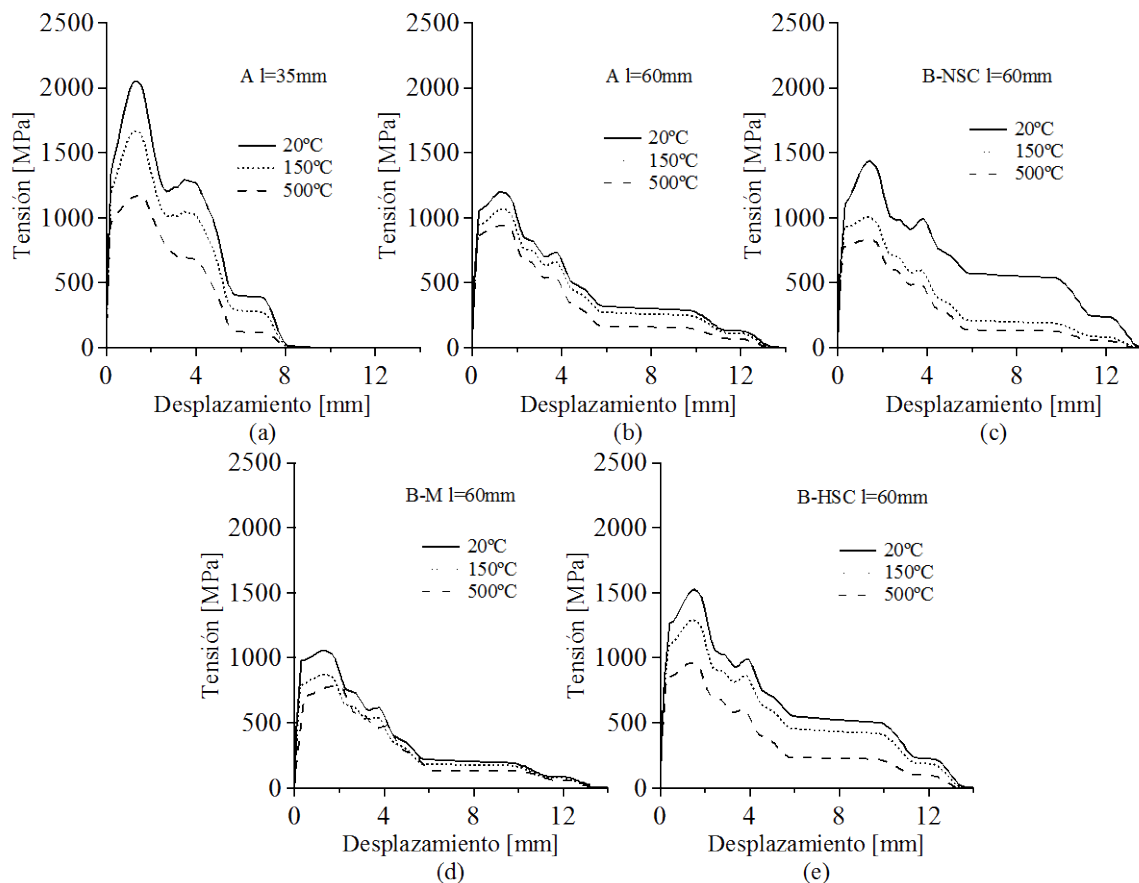 2500
2000
1500
1000
500
0
Tensión [MPa]
A l=35mm
20ºC
150ºC
500ºC
0 4 8 12
Desplazamiento [mm]
(a)
2500
2000
1500
1000
500
0
Tensión [MPa]
A l=60mm
20ºC
150ºC
500ºC
0 4 8 12
Desplazamiento [mm]
(b)
2500
2000
1500
1000
500
0
Tensión [MPa]
B-NSC l=60mm
20ºC
150ºC
500ºC
0 4 8 12
Desplazamiento [mm]
(c)
2500
2000
1500
1000
500
0
Tensión [MPa]
B-M l=60mm
20ºC
150ºC
500ºC
0 4 8 12
Desplazamiento [mm]
(d)
2500
2000
1500
1000
500
0
Tensión [MPa]
B-HSC l=60mm
20ºC
150ºC
500ºC
0 4 8 12
Desplazamiento [mm]
(e)